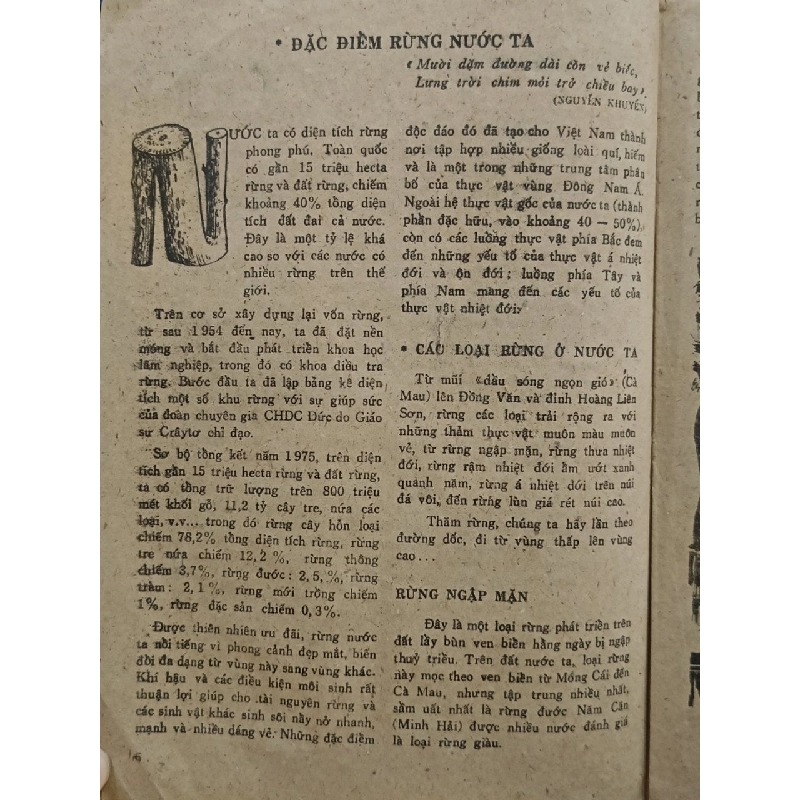 • ĐẶC ĐIỂM RỪNG NƯỚC TA
« Mười dặm đường dài còn vẻ biếc,
Lưng trời chim mỏi trở chiều bay»
(NGUYỄN KHUYẾN)
NƯỚC ta có diện tích rừng
phong phú. Toàn quốc
có gần 15 triệu hecta
rừng và đất rừng, chiếm
khoảng 40% tổng diện
tích đất đai cả nước.
Đây là một tỷ lệ khá
cao so với các nước có
nhiều rừng trên thế
giới.
Trên cơ sở xây dựng lại vốn rừng,
từ sau 1954 đến nay, ta đã đặt nền
móng và bắt đầu phát triển khoa học
lâm nghiệp, trong đó có khoa điều tra
rừng. Bước đầu ta đã lập bảng kê diện
tích một số khu rừng với sự giúp sức
của đoàn chuyên gia CHDC Đức do Giáo
sư Crâytơ chỉ đạo.
Sơ bộ tổng kết năm 1975, trên diện
tích gần 15 triệu hecta rừng và đất rừng,
ta có tổng trữ lượng trên 800 triệu
mét khối gỗ, 11,2 tỷ cây tre, nứa các
loại, v.v... trong đó rừng cây hỗn loại
chiếm 78,2% tổng diện tích rừng, rừng
tre nứa chiếm 12,2%, rừng thông
chiếm 3,7%, rừng đước: 2,5,%, rừng
tràm: 2,1%, rừng mới trồng chiếm
1%, rừng đặc sản chiếm 0,3%.
Được thiên nhiên ưu đãi, rừng nước
ta nổi tiếng vì phong cảnh đẹp mắt, biến
đổi đa dạng từ vùng này sang vùng khác.
Khí hậu và các điều kiện môi sinh rất
thuận lợi giúp cho tài nguyên rừng và
các sinh vật khác sinh sôi nảy nở nhanh,
mạnh và nhiều dáng vẻ. Những đặc điểm
độc đáo đó đã tạo cho Việt Nam thành
nơi tập hợp nhiều giống loài quí, hiếm
và là một trong những trung tâm phân
bố của thực vật vùng Đông Nam Á.
Ngoài hệ thực vật gốc của nước ta (thành
phần đặc hữu, vào khoảng 40 — 50%),
còn có các luồng thực vật phía Bắc đem
đến những yếu tố của thực vật á nhiệt
đới và ôn đới; luồng phía Tây và
phía Nam mang đến các yếu tố của
thực vật nhiệt đới.
• CÁC LOẠI RỪNG Ở NƯỚC TA
Từ mũi «đầu sóng ngọn gió» (Cà
Mau) lên Đồng Văn và đỉnh Hoàng Liên
Sơn, rừng các loại trải rộng ra với
những thảm thực vật muôn màu muôn
vẻ, từ rừng ngập mặn, rừng thưa nhiệt
đới, rừng rậm nhiệt đới ẩm ướt xanh
quanh năm, rừng á nhiệt đới trên núi
đá vôi, đến rừng lùn giá rét núi cao.
Thăm rừng, chúng ta hãy lần theo
đường dốc, đi từ vùng thấp lên vùng
cao...
RỪNG NGẬP MẶN
Đây là một loại rừng phát triển trên
đất lầy bùn ven biển hằng ngày bị ngập
thuỷ triều. Trên đất nước ta, loại rừng
này mọc theo ven biển từ Móng Cái đến
Cà Mau, nhưng tập trung nhiều nhất,
sầm uất nhất là rừng đước Năm Căn
(Minh Hải) được nhiều nước đánh giá
là loại rừng giàu.